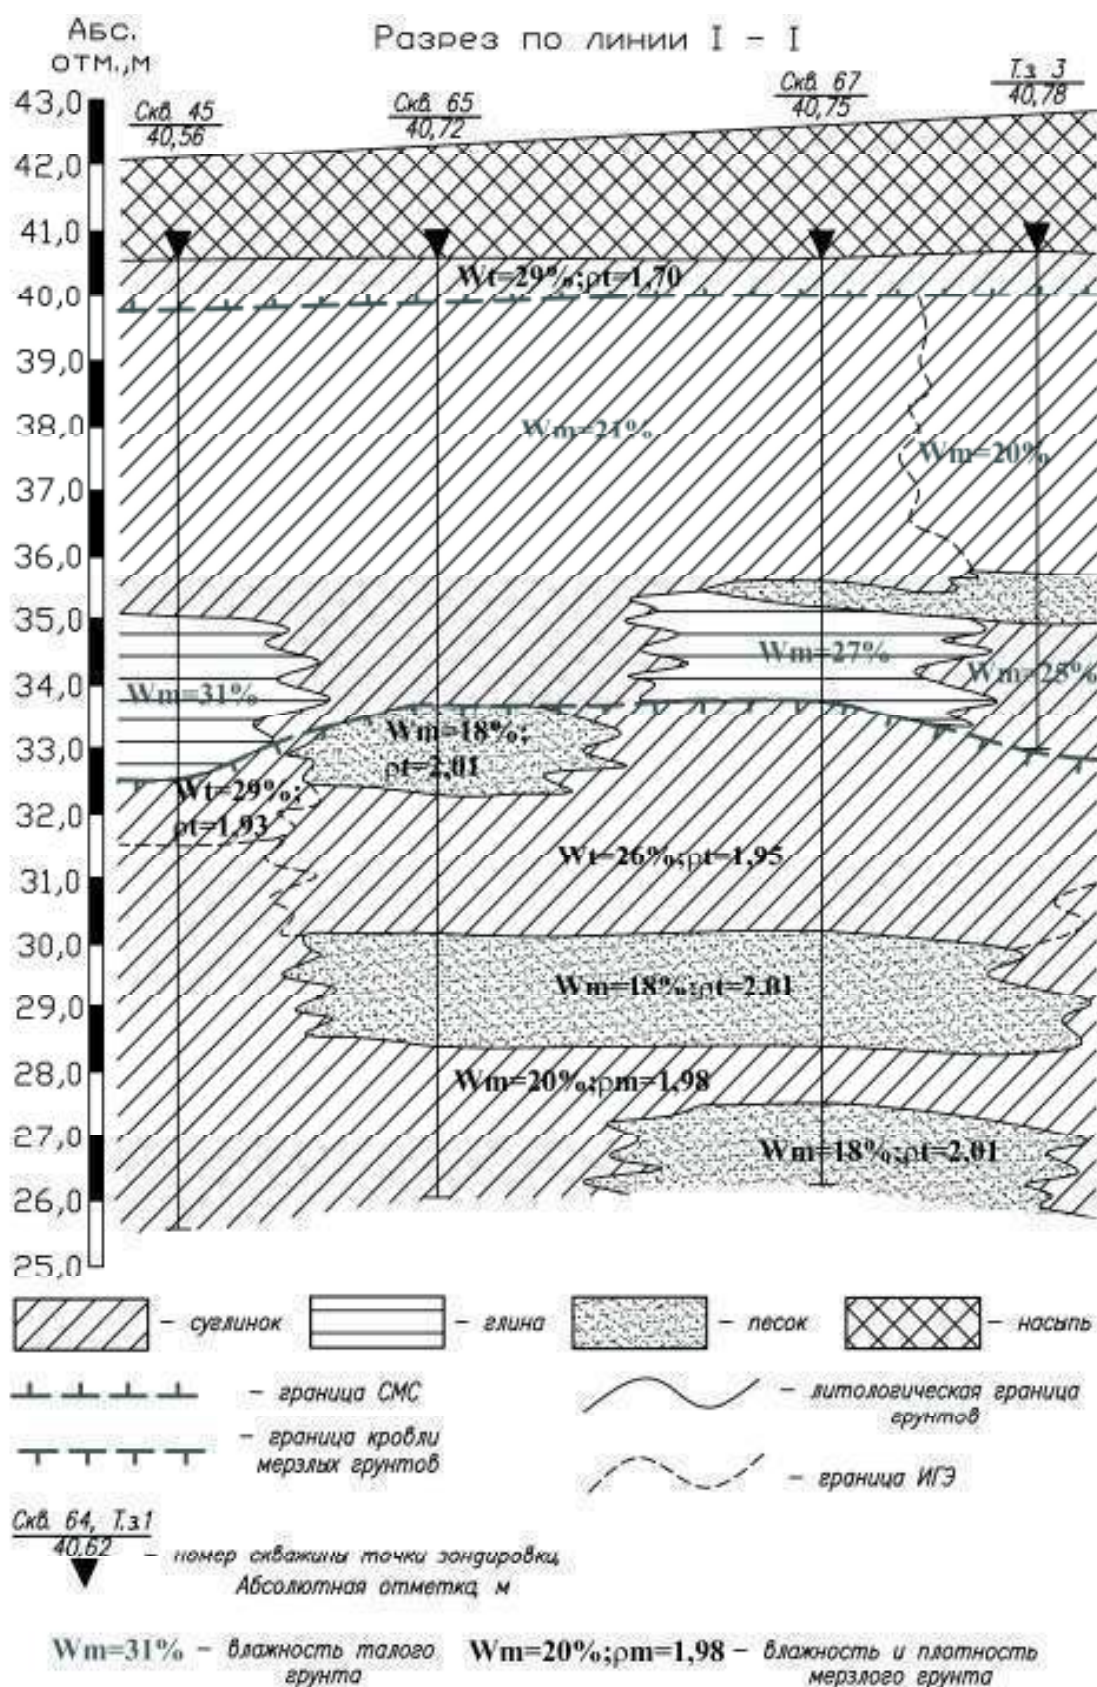 Абс.
отм.,м
Разрез по линии I - I
Скв. 45
40,56
Скв. 65
40,72
Скв. 67
40,75
Т.з. 3
40,78
43,0
42,0
41,0
40,0
39,0
38,0
37,0
36,0
35,0
34,0
33,0
32,0
31,0
30,0
29,0
28,0
27,0
26,0
25,0
Wt=29%;ρt=1,70
Wm=21%
Wm=20%
Wm=27%
Wm=25%
Wm=31%
Wm=18%;
ρt=2,01
Wt=29%;
ρt=1,93
Wt=26%;ρt=1,95
Wm=18%;ρt=2,01
Wm=20%;ρm=1,98
Wm=18%;ρt=2,01
– суглинок
– глина
– песок
– насыпь
– граница СМС
– литологическая граница
грунтов
– граница кровли
мерзлых грунтов
– граница ИГЭ
Скв. 64, Т.з.1
40,62
– номер скважины точки зондировки,
Абсолютная отметка, м
Wm=31% – влажность талого
грунта
Wm=20%;ρm=1,98 – влажность и плотность
мерзлого грунта